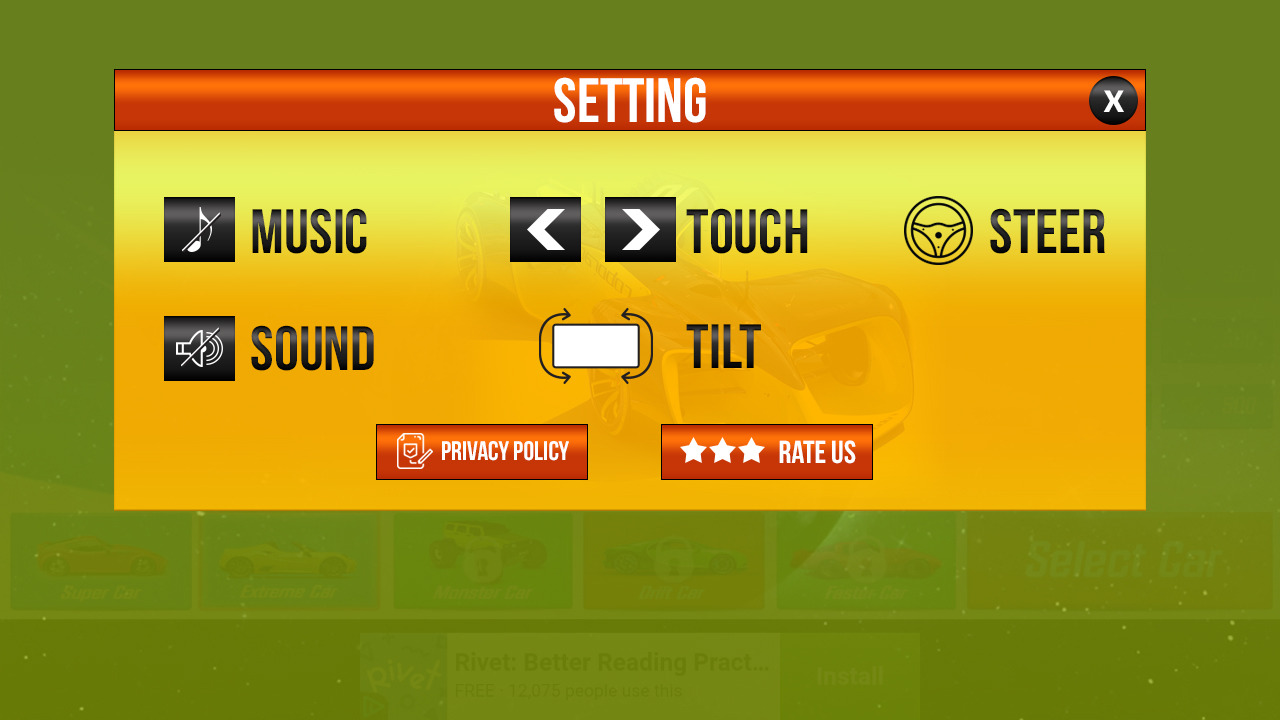 SETTING
X
MUSIC
TOUCH
STEER
SOUND
TILT
PRIVACY POLICY
RATE US
Super Car
Extreme Car
Monster Car
Drift Car
Select Car
Rivet
Rivet: Better Reading Pract...
FREE · 12,075 people use this
Install